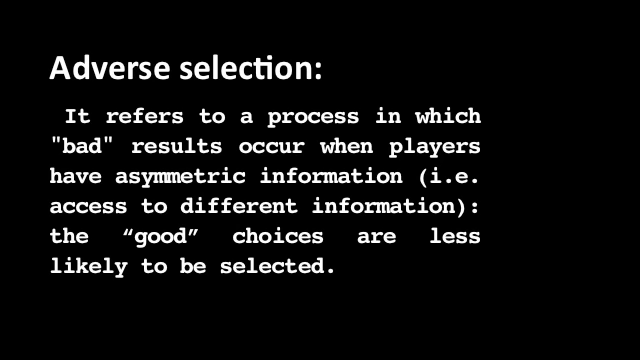 Adverse selection:
It refers to a process in which
"bad" results occur when players
have asymmetric information (i.e.
access to different information):
the “good” choices are less
likely to be selected.